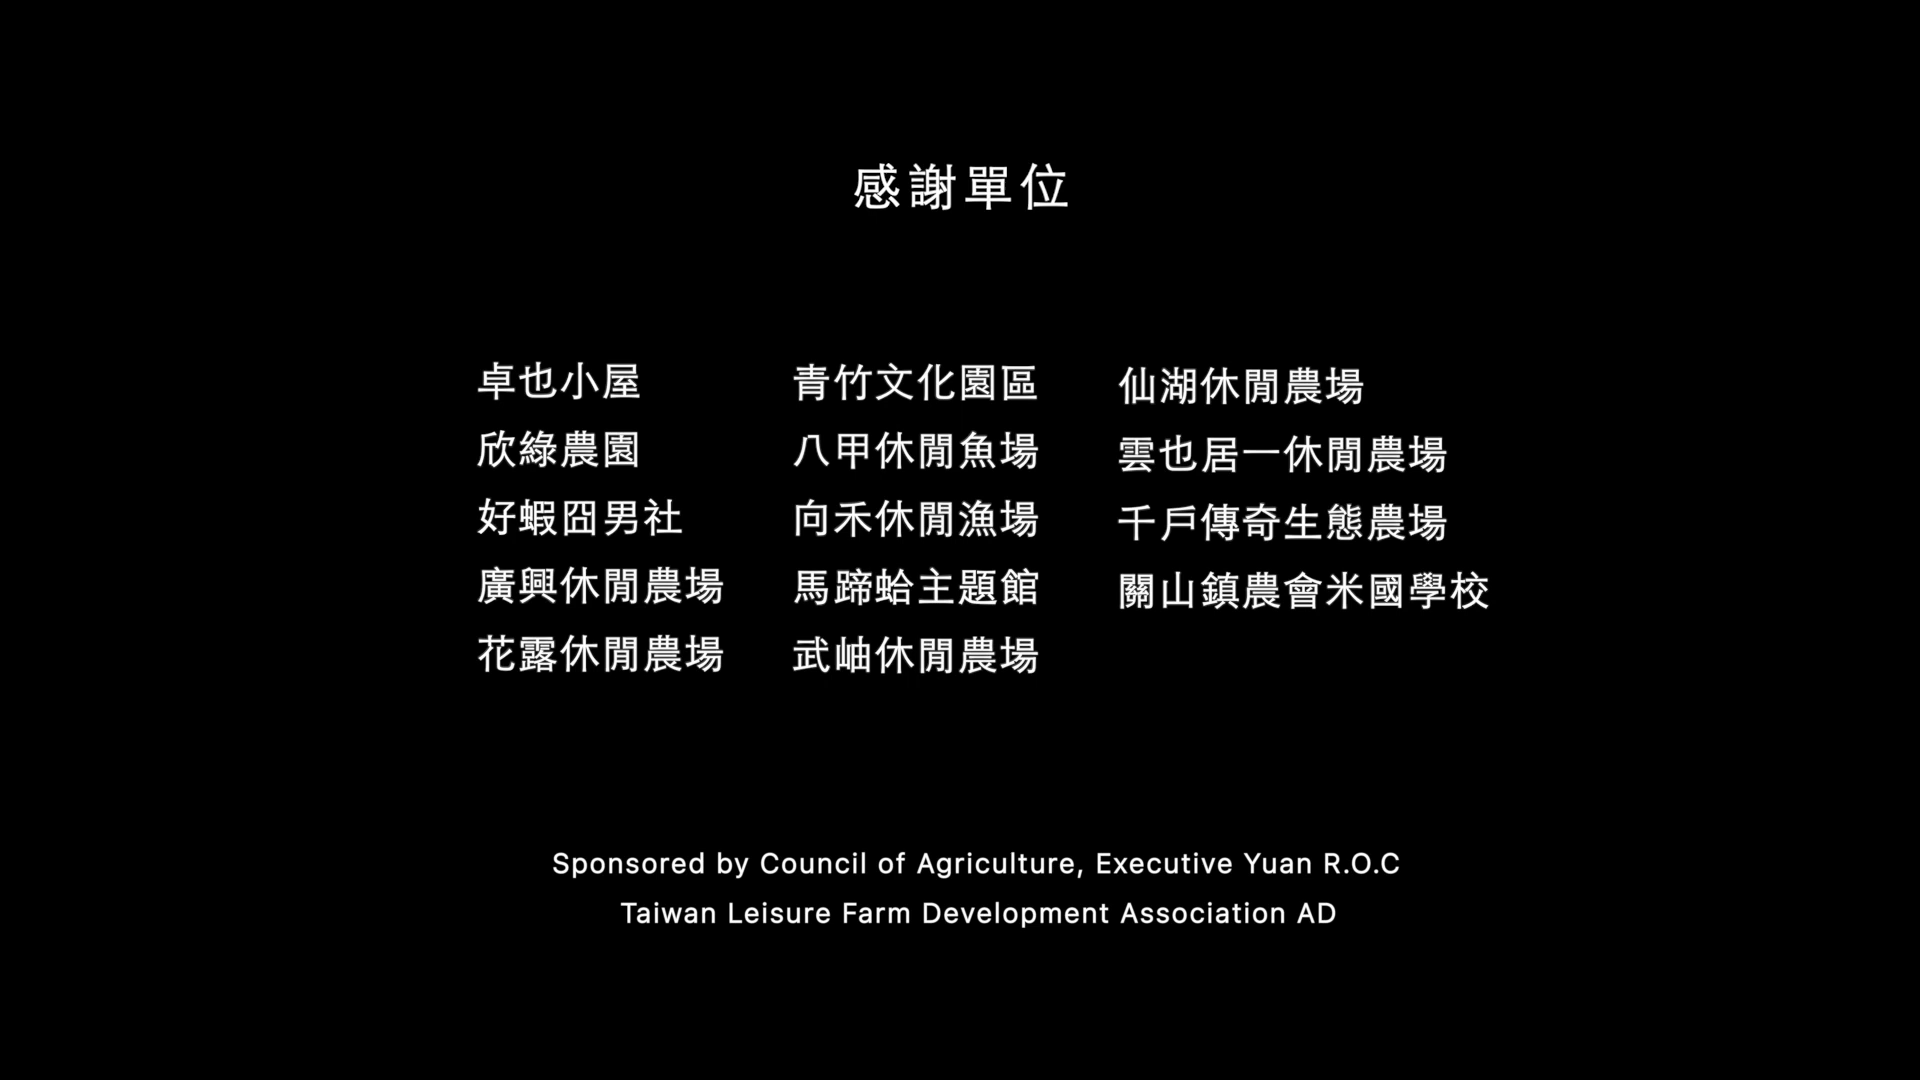 感謝單位
卓也小屋
欣綠農園
好蝦冏男社
廣興休閒農場
花露休閒農場
青竹文化園區
八甲休閒魚場
向禾休閒漁場
馬蹄蛤主題館
武岫休閒農場
仙湖休閒農場
雲也居一休閒農場
千戶傳奇生態農場
關山鎮農會米國學校
Sponsored by Council of Agriculture, Executive Yuan R.O.C
Taiwan Leisure Farm Development Association AD